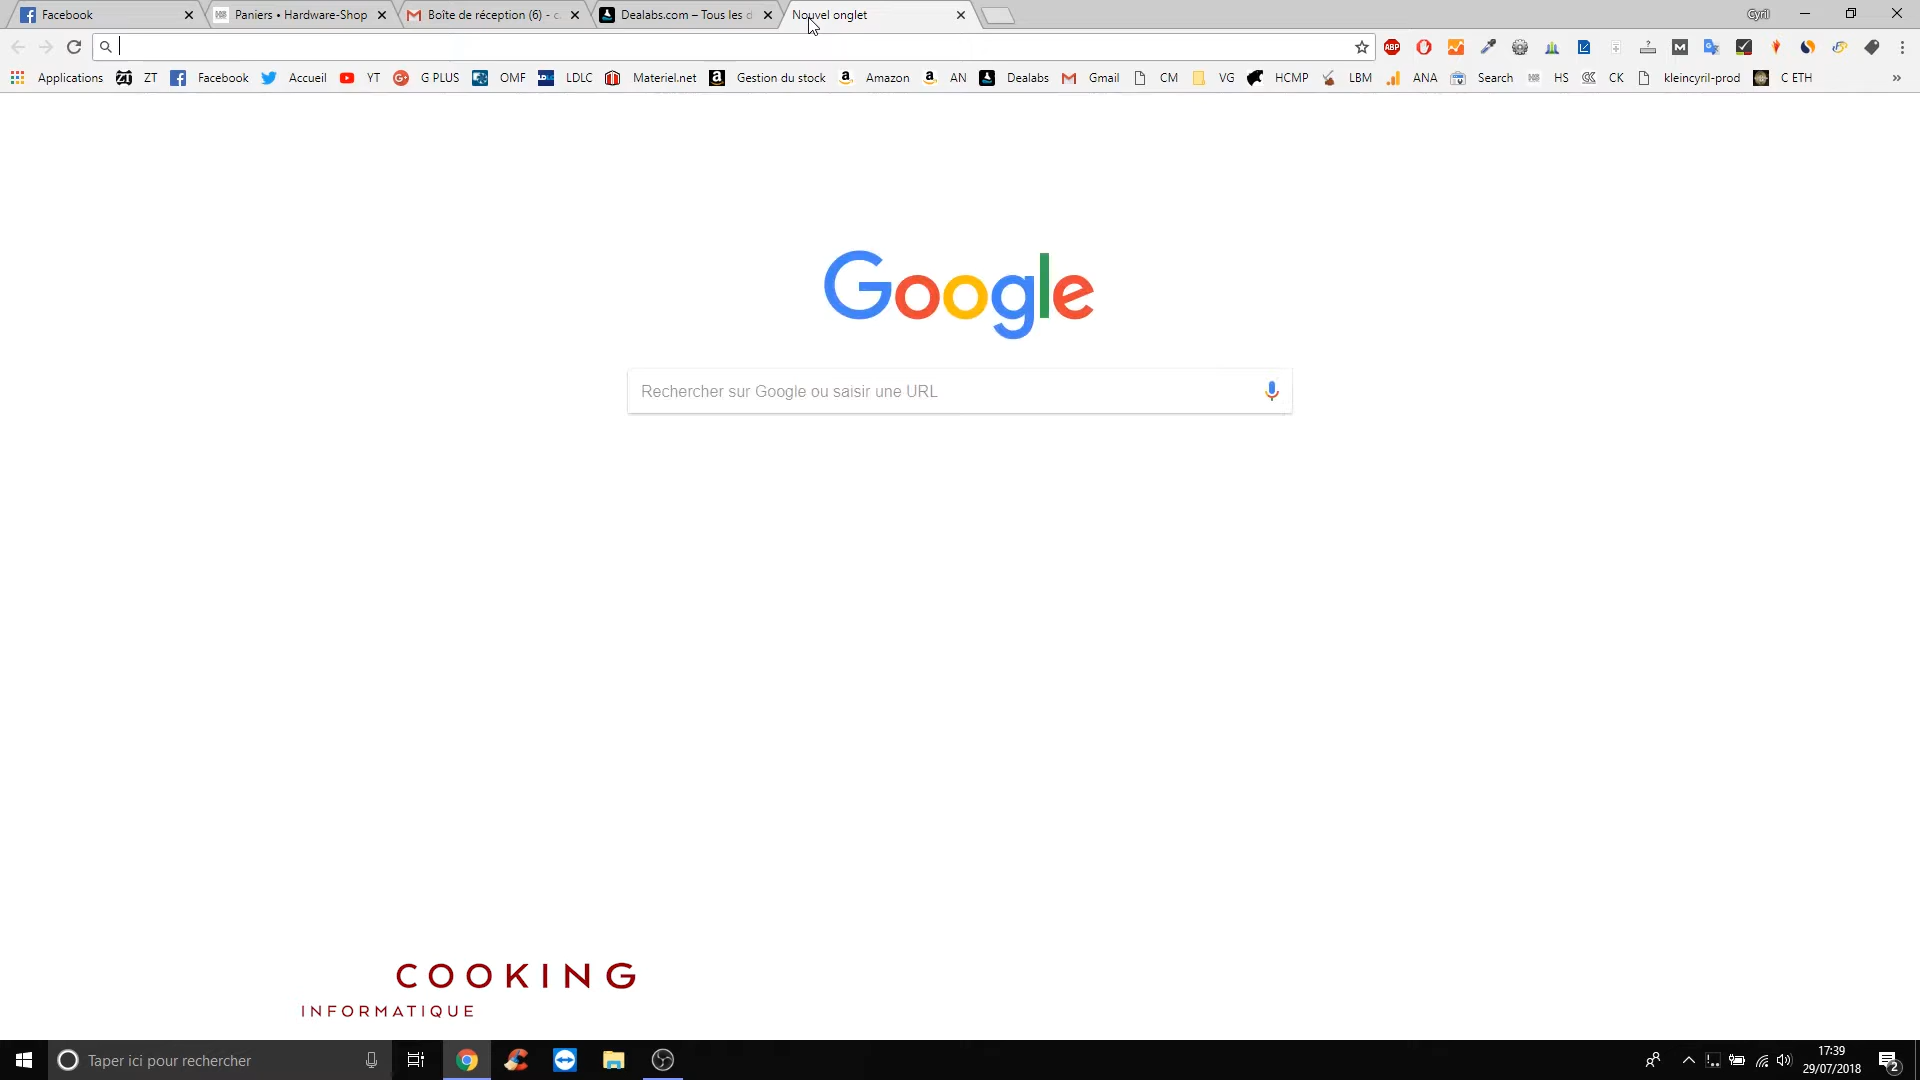 Facebook
Paniers • Hardware-Shop
Boîte de réception (6) - c
Dealabs.com – Tous les d
Nouvel onglet
Cyril
ABP
Applications ZT Facebook Accueil YT G PLUS OMF LDLC Materiel.net Gestion du stock Amazon AN Dealabs Gmail CM VG HCMP LBM ANA Search HS CK kleincyril-prod C ETH »
Google
Rechercher sur Google ou saisir une URL
COOKING
INFORMATIQUE
Taper ici pour rechercher
17:39
29/07/2018
2